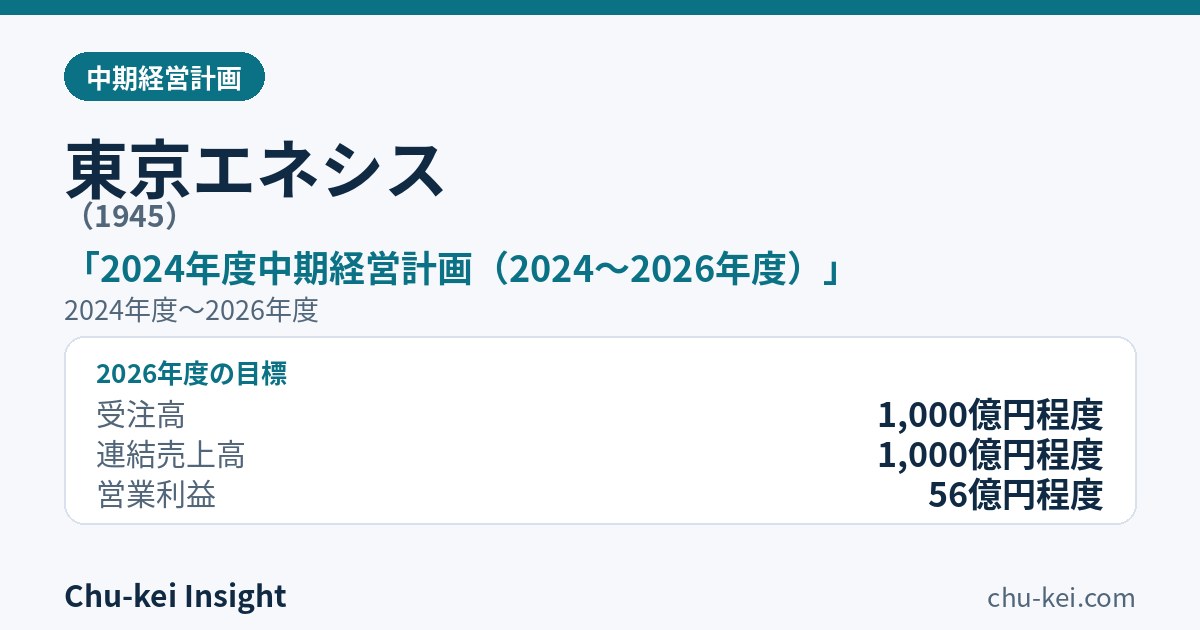 中期経営計画
東京エネシス
（1945）
「2024年度中期経営計画（2024～2026年度）」
2024年度～2026年度
2026年度の目標
受注高 1,000億円程度
連結売上高 1,000億円程度
営業利益 56億円程度
Chu-kei Insight chu-kei.com